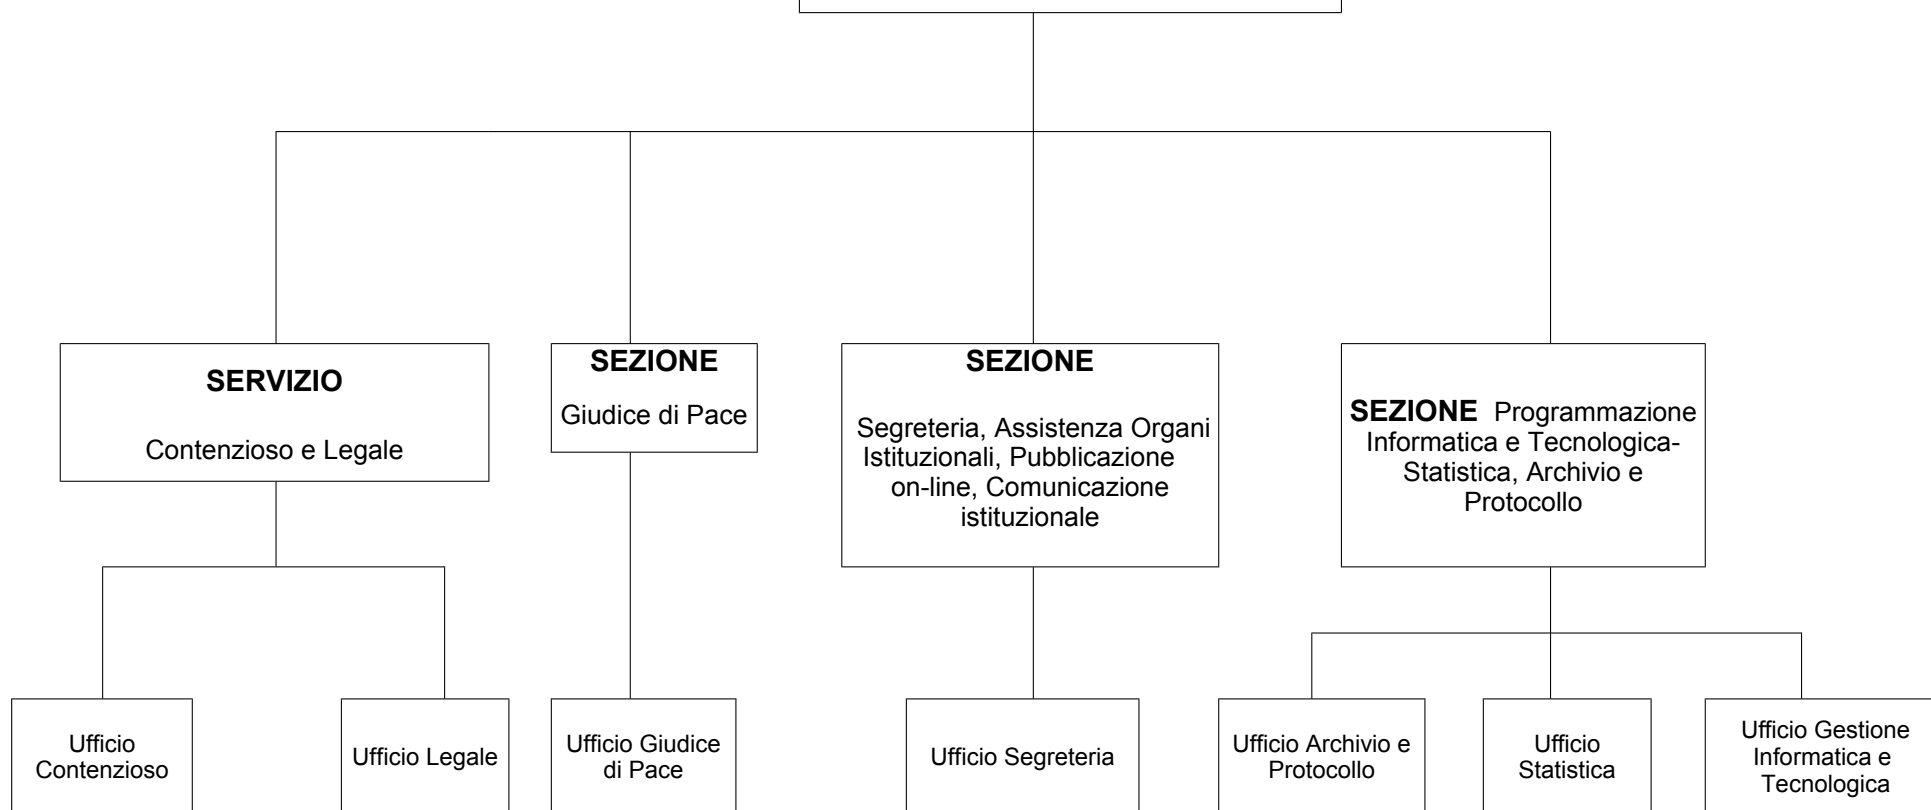 SERVIZIO
Contenzioso e Legale
SEZIONE
Giudice di Pace
SEZIONE
Segreteria, Assistenza Organi
Istituzionali, Pubblicazione
on-line, Comunicazione
istituzionale
SEZIONE Programmazione
Informatica e Tecnologica-
Statistica, Archivio e
Protocollo
Ufficio
Contenzioso
Ufficio Legale
Ufficio Giudice
di Pace
Ufficio Segreteria
Ufficio Archivio e
Protocollo
Ufficio
Statistica
Ufficio Gestione
Informatica e
Tecnologica